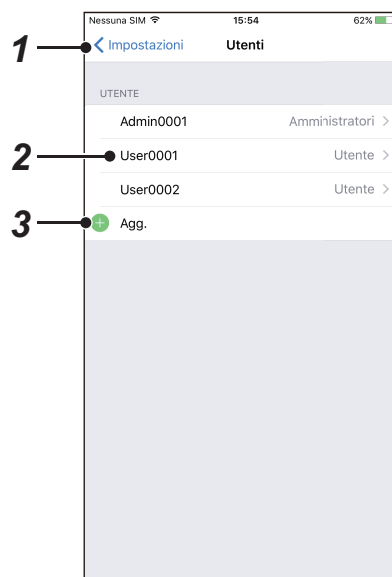 Nessuna SIM 15:54 62%
1 Impostazioni Utenti
UTENTE
Admin0001 Amministratori
2 User0001 Utente
User0002 Utente
3 Agg.